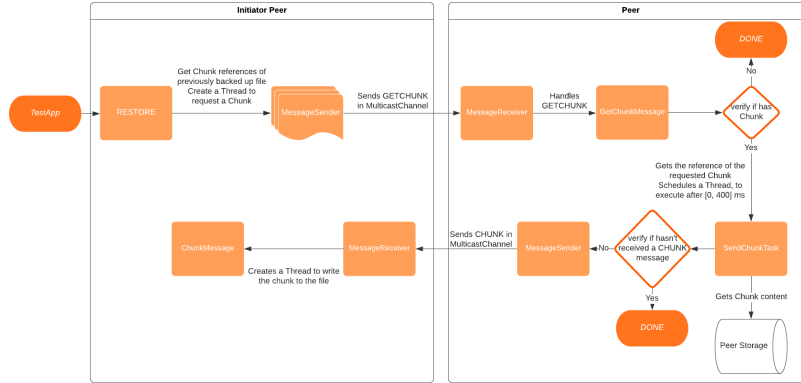 Initiator Peer
Peer
DONE
No
Get Chunk references of
previously backed up file
Create a Thread to
request a Chunk
Sends GETCHUNK
in MulticastChannel
Handles
GETCHUNK
TestApp
RESTORE
MessageSender
MessageReceiver
GetChunkMessage
verify if has
Chunk
Yes
Gets the reference of the
requested Chunk
Schedules a Thread, to
execute after [0, 400] ms
Sends CHUNK in
MulticastChannel
ChunkMessage
MessageReceiver
MessageSender
No
verify if hasn't
received a CHUNK
message
SendChunkTask
Creates a Thread to write
the chunk to the file
Yes
Gets Chunk content
DONE
Peer Storage